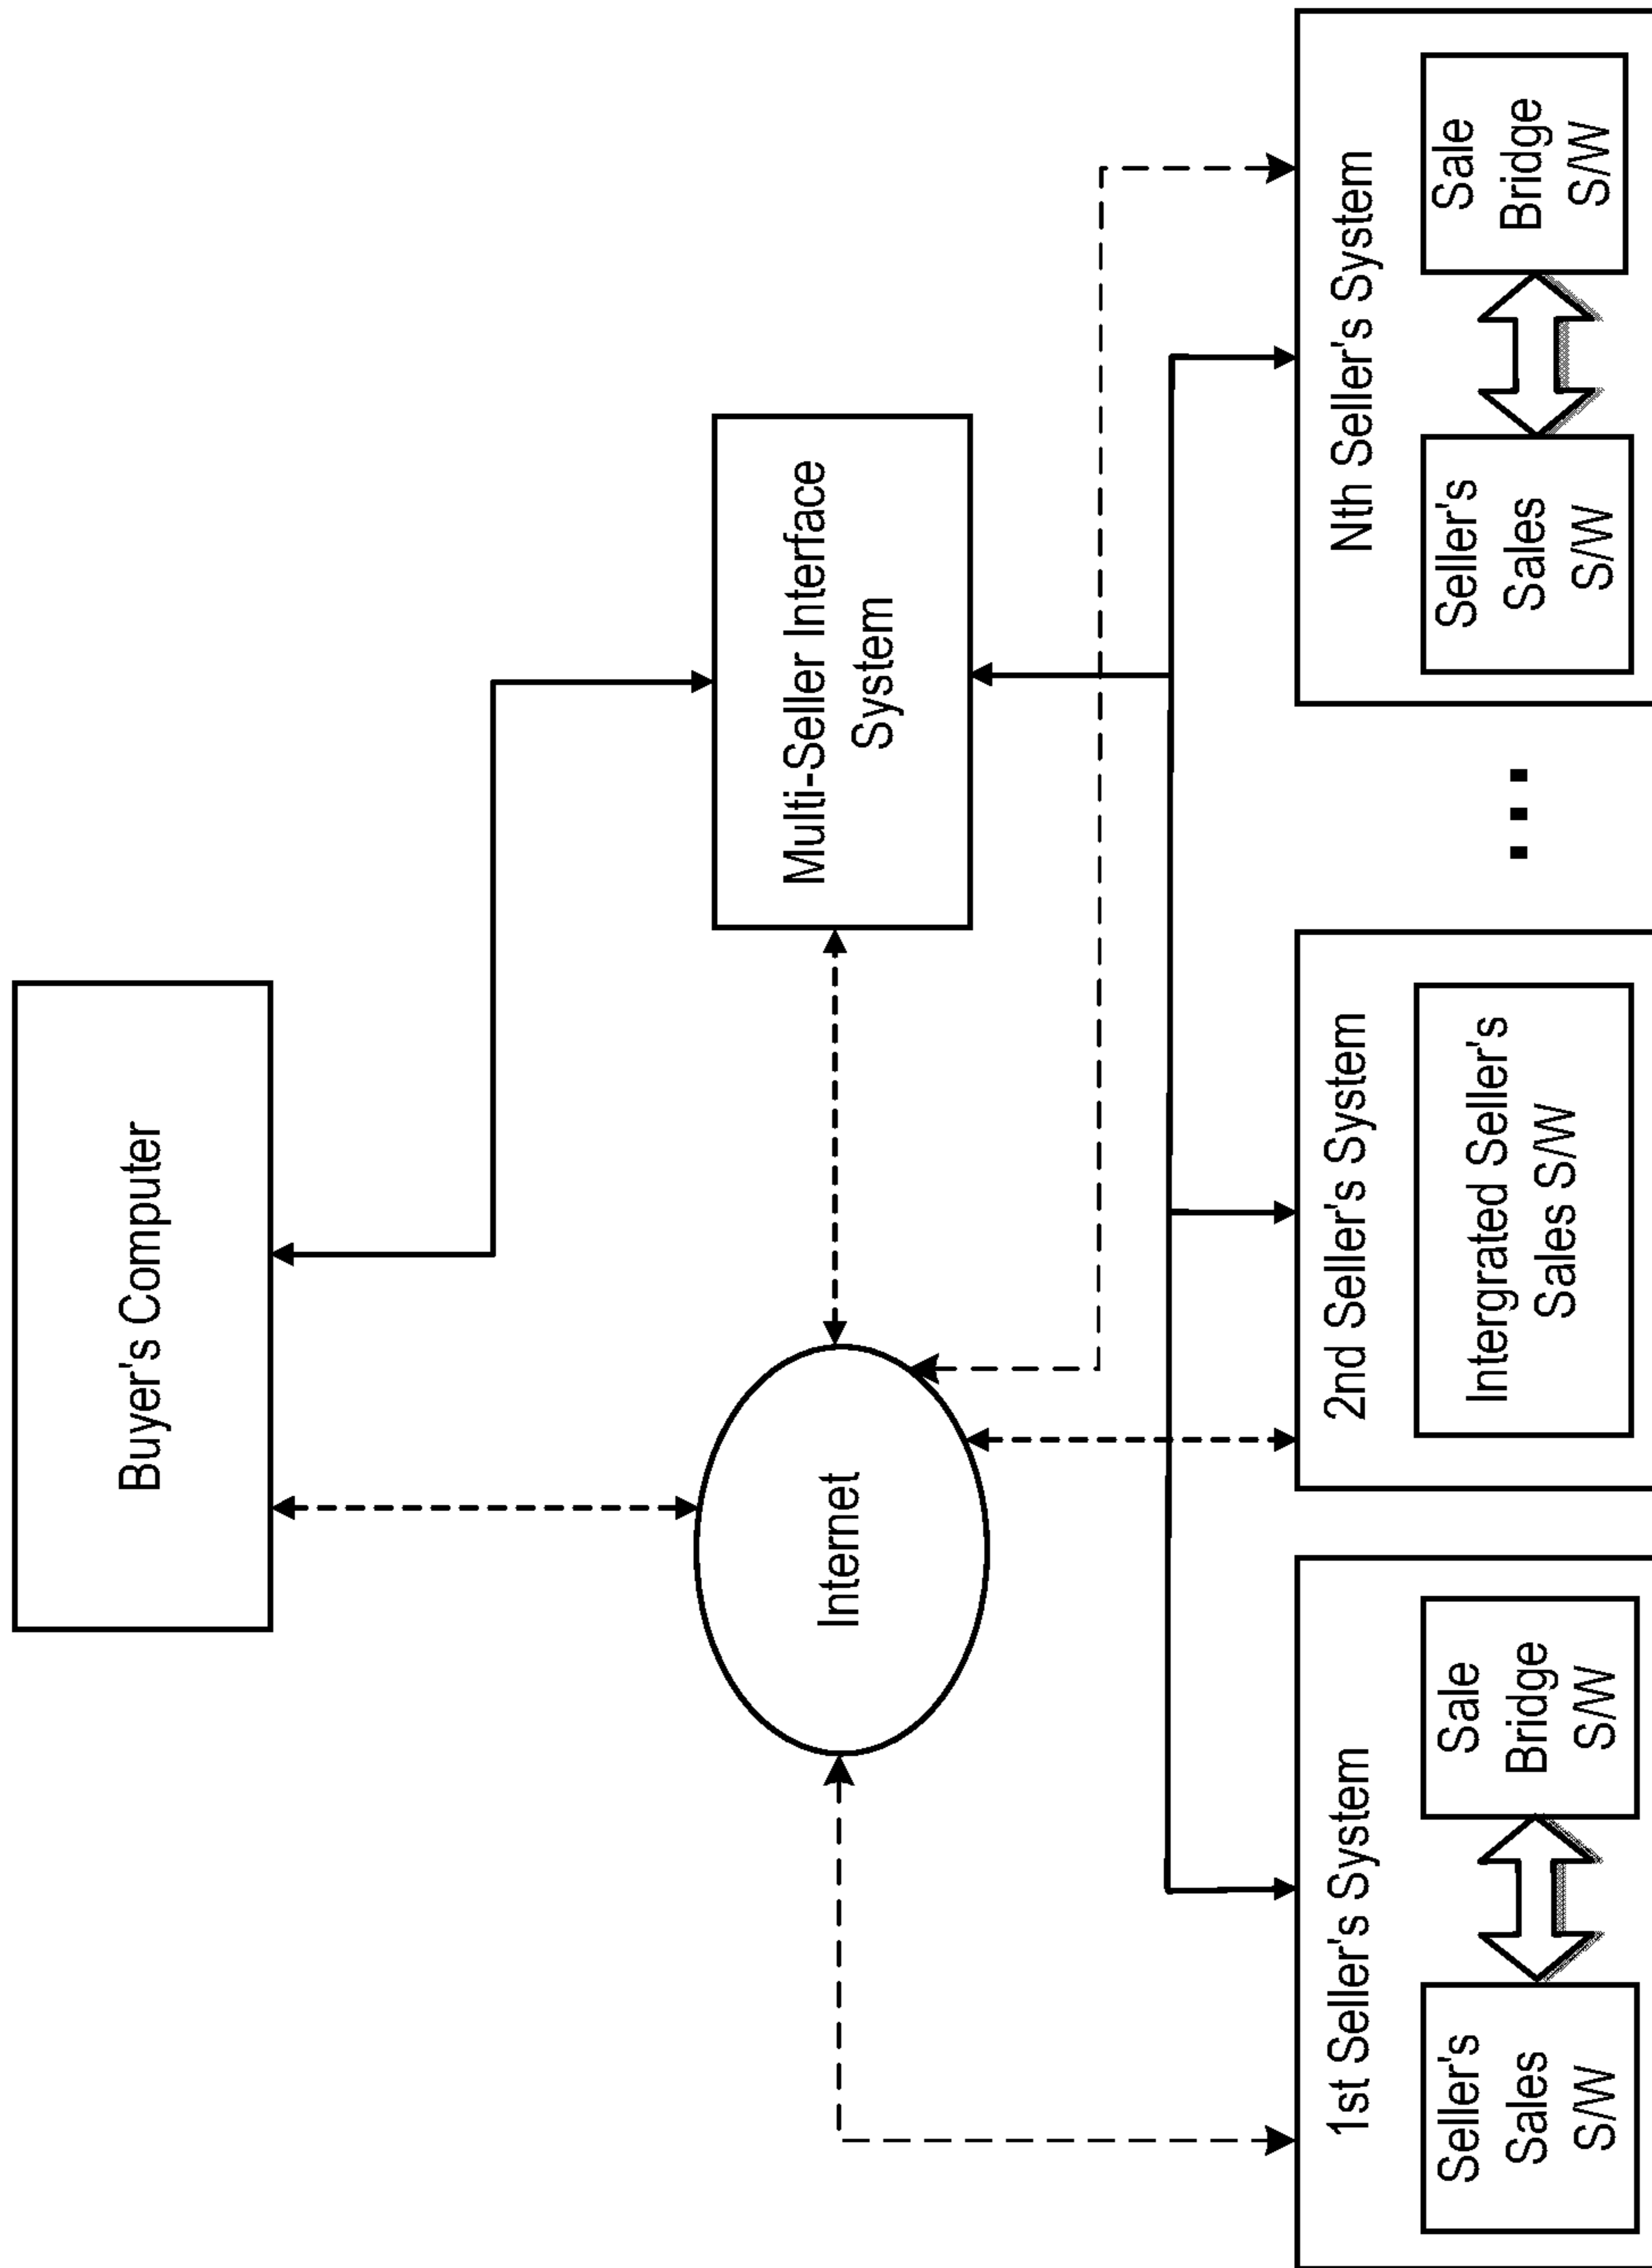 Buyer's Computer
Internet
Multi-Seller Interface
System
1st Seller's System
Seller's
Sales
S/W
Sale
Bridge
S/W
2nd Seller's System
Intergrated Seller's
Sales S/W
Nth Seller's System
Seller's
Sales
S/W
Sale
Bridge
S/W